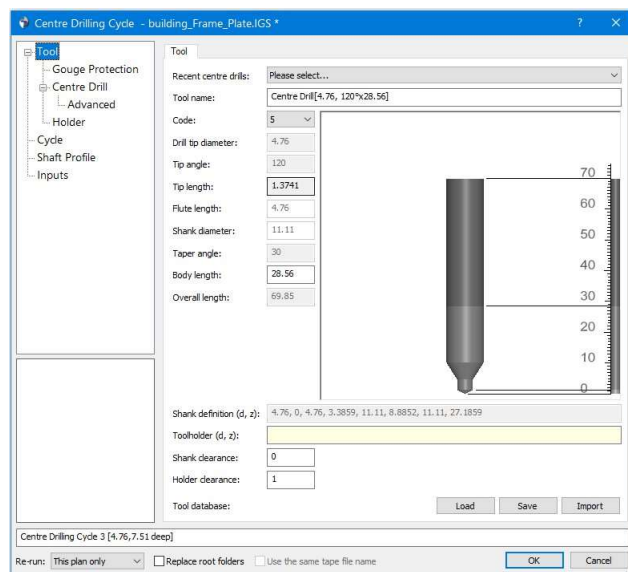 Centre Drilling Cycle - building_Frame_Plate.IGS *
? ×
Tool
Gouge Protection
Centre Drill
Advanced
Holder
Cycle
Shaft Profile
Inputs
Tool
Recent centre drills: Please select...
Tool name: Centre Drill[4.76, 120°x28.56]
Code: 5
Drill tip diameter: 4.76
Tip angle: 120
Tip length: 1.3741
Flute length: 4.76
Shank diameter: 11.11
Taper angle: 30
Body length: 28.56
Overall length: 69.85
70
60
50
40
30
20
10
0
Shank definition (d, z): 4.76, 0, 4.76, 3.3859, 11.11, 8.8852, 11.11, 27.1859
Toolholder (d, z):
Shank clearance: 0
Holder clearance: 1
Tool database: Load Save Import
Centre Drilling Cycle 3 [4.76,7.51 deep]
Re-run: This plan only Replace root folders Use the same tape file name OK Cancel